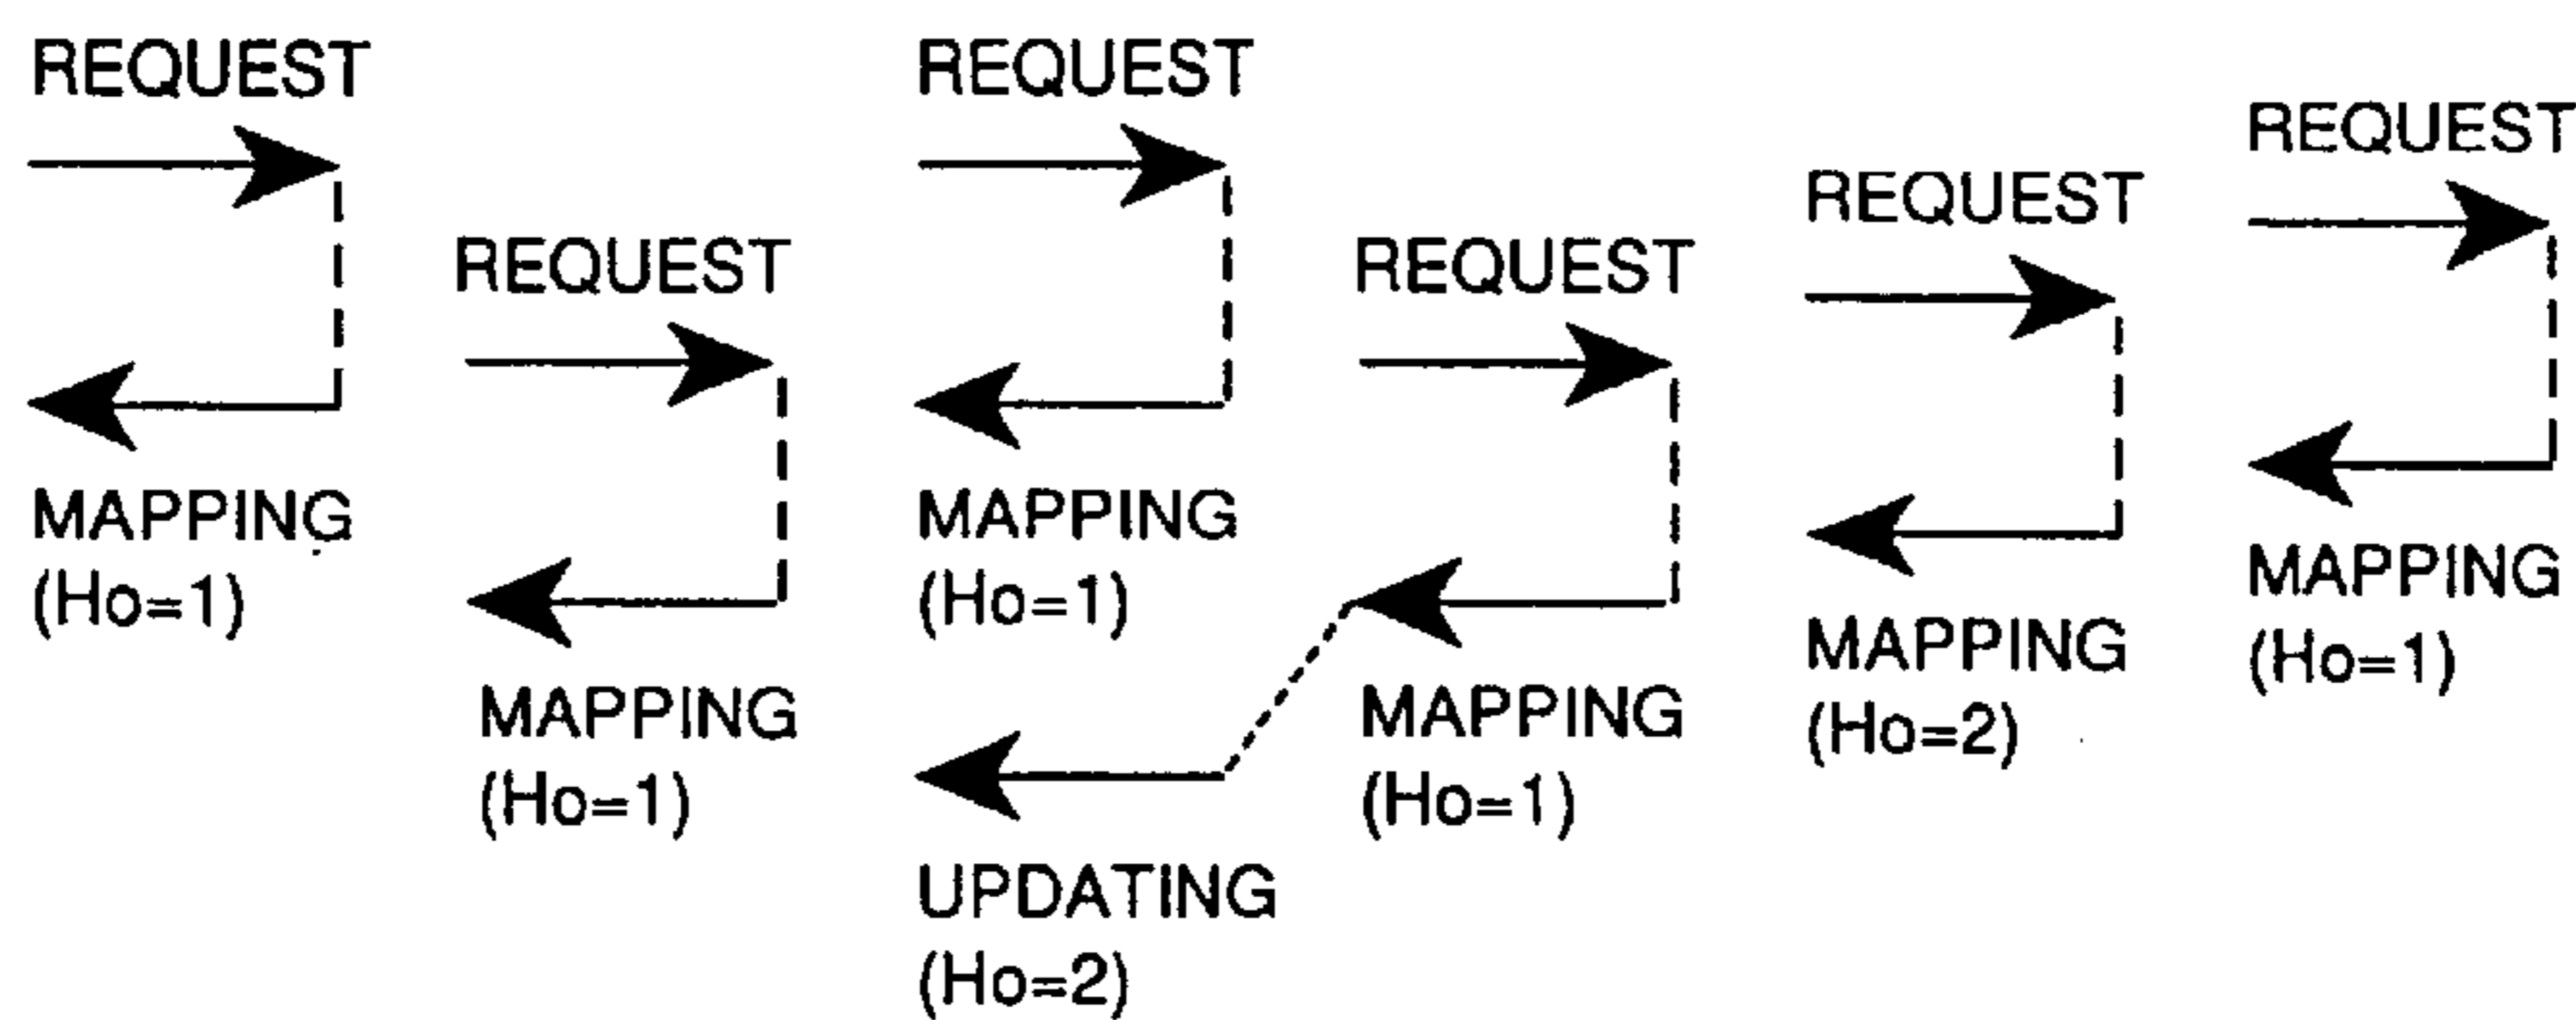 REQUEST
MAPPING
(Ho=1)
REQUEST
MAPPING
(Ho=1)
REQUEST
MAPPING
(Ho=1)
UPDATING
(Ho=2)
REQUEST
MAPPING
(Ho=1)
REQUEST
MAPPING
(Ho=2)
REQUEST
MAPPING
(Ho=1)